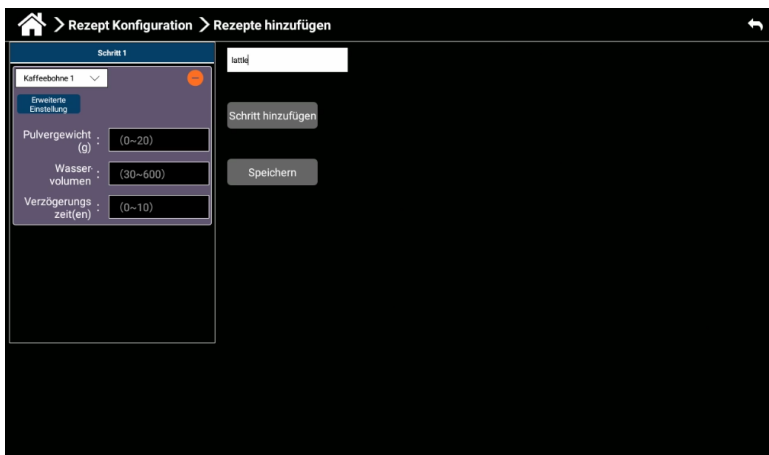 Rezept Konfiguration > Rezepte hinzufügen
Schritt 1
lattle
Kaffeebohne 1
Erweiterte
Einstellung
Schritt hinzufügen
Pulvergewicht :
(g)
(0~20)
Wasser- :
volumen
(30~600)
Speichern
Verzögerungs :
zeit(en)
(0~10)